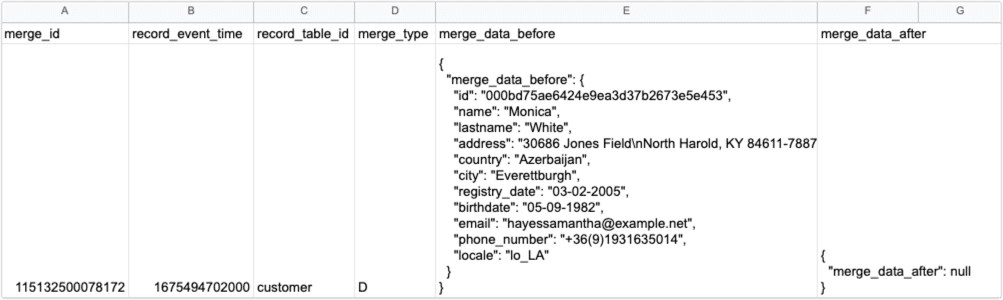 A B C D E F G
merge_id record_event_time record_table_id merge_type merge_data_before merge_data_after
{
"merge_data_before": {
"id": "000bd75ae6424e9ea3d37b2673e5e453",
"name": "Monica",
"lastname": "White",
"address": "30686 Jones Field\nNorth Harold, KY 84611-7887
"country": "Azerbaijan",
"city": "Everettburgh",
"registry_date": "03-02-2005",
"birthdate": "05-09-1982",
"email": "hayessamantha@example.net",
"phone_number": "+36(9)1931635014",
"locale": "lo_LA"
}
}
115132500078172 1675494702000 customer D
{
"merge_data_after": null
}